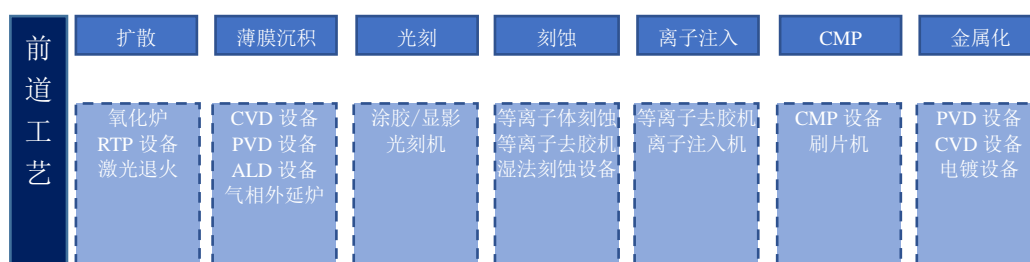 前道工艺
扩散
薄膜沉积
光刻
刻蚀
离子注入
CMP
金属化
氧化炉
RTP 设备
激光退火
CVD 设备
PVD 设备
ALD 设备
气相外延炉
涂胶/显影
光刻机
等离子体刻蚀
等离子去胶机
湿法刻蚀设备
等离子去胶机
离子注入机
CMP 设备
刷片机
PVD 设备
CVD 设备
电镀设备